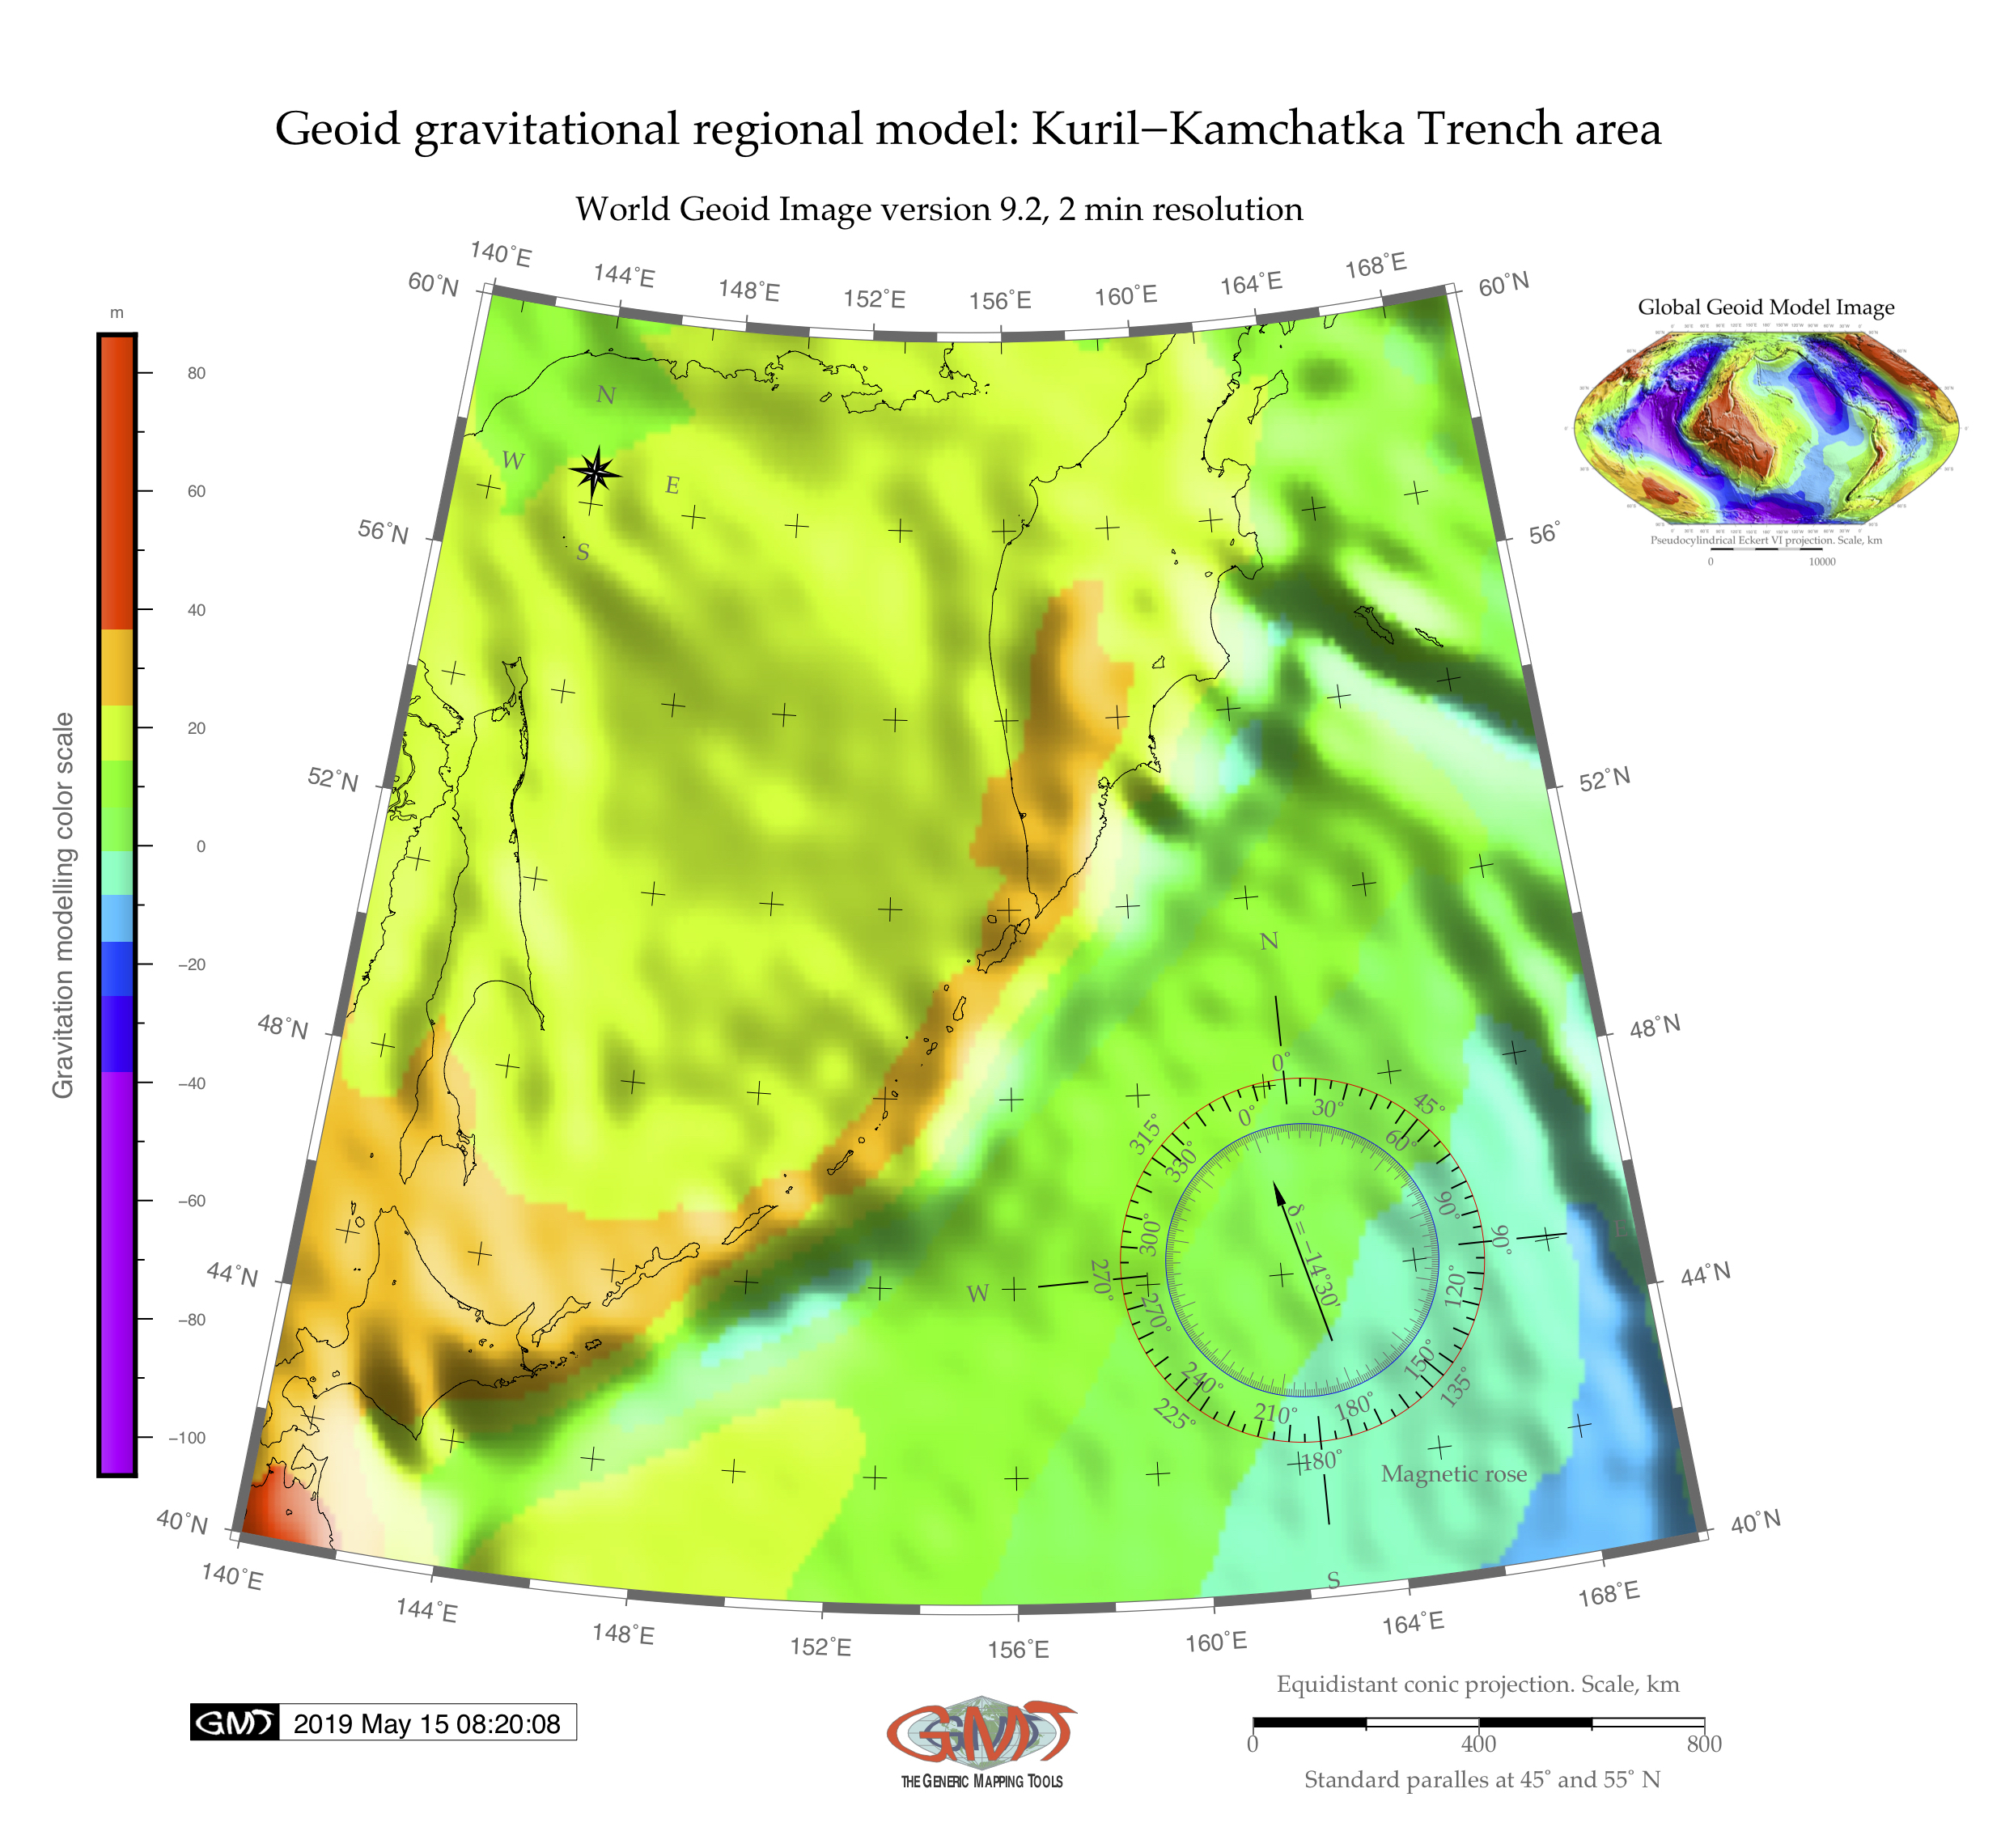 Geoid gravitational regional model: Kuril–Kamchatka Trench area
World Geoid Image version 9.2, 2 min resolution
140°E 144°E 148°E 152°E 156°E 160°E 164°E 168°E
60°N 60°N
Global Geoid Model Image
Pseudocylindrical Eckert VI projection. Scale, km
0 10000
m
80
60
40
20
0
−20
−40
−60
−80
−100
Gravitation modelling color scale
N
W
E
S
56°N 56°
52°N 52°N
48°N 48°N
44°N 44°N
40°N 40°N
N
0°
45°
90°
135°
180°
225°
270°
315°
0°
30°
60°
90°
120°
150°
180°
210°
240°
270°
300°
330°
δ = −14°30'
W
E
S
Magnetic rose
140°E 144°E 148°E 152°E 156°E 160°E 164°E 168°E
GMT 2019 May 15 08:20:08
GMT
THE GENERIC MAPPING TOOLS
Equidistant conic projection. Scale, km
0 400 800
Standard paralles at 45° and 55° N